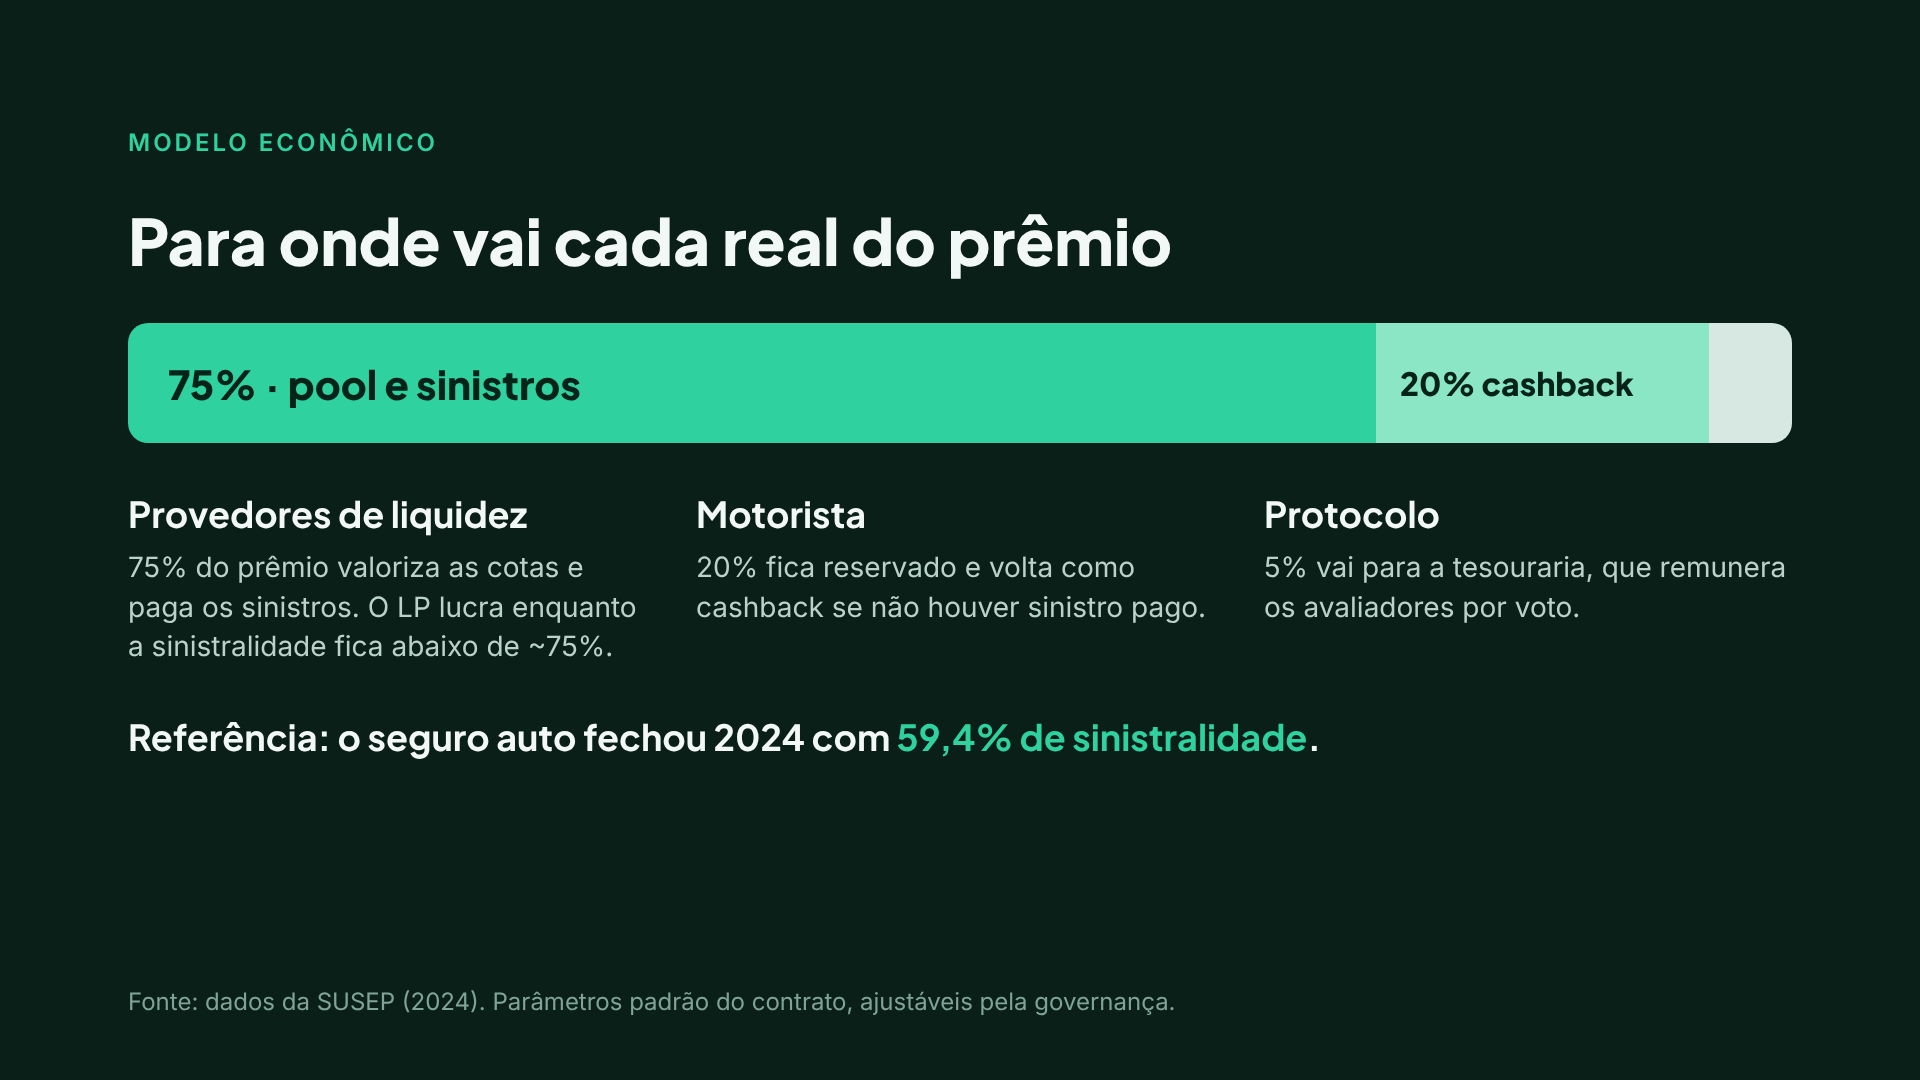 MODELO ECONÔMICO
Para onde vai cada real do prêmio
75% · pool e sinistros
20% cashback
Provedores de liquidez
75% do prêmio valoriza as cotas e
paga os sinistros. O LP lucra enquanto
a sinistralidade fica abaixo de ~75%.
Motorista
20% fica reservado e volta como
cashback se não houver sinistro pago.
Protocolo
5% vai para a tesouraria, que remunera
os avaliadores por voto.
Referência: o seguro auto fechou 2024 com 59,4% de sinistralidade.
Fonte: dados da SUSEP (2024). Parâmetros padrão do contrato, ajustáveis pela governança.